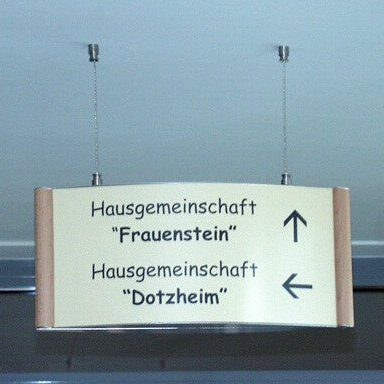 Hausgemeinschaft
"Frauenstein" ↑
Hausgemeinschaft
"Dotzheim" ←